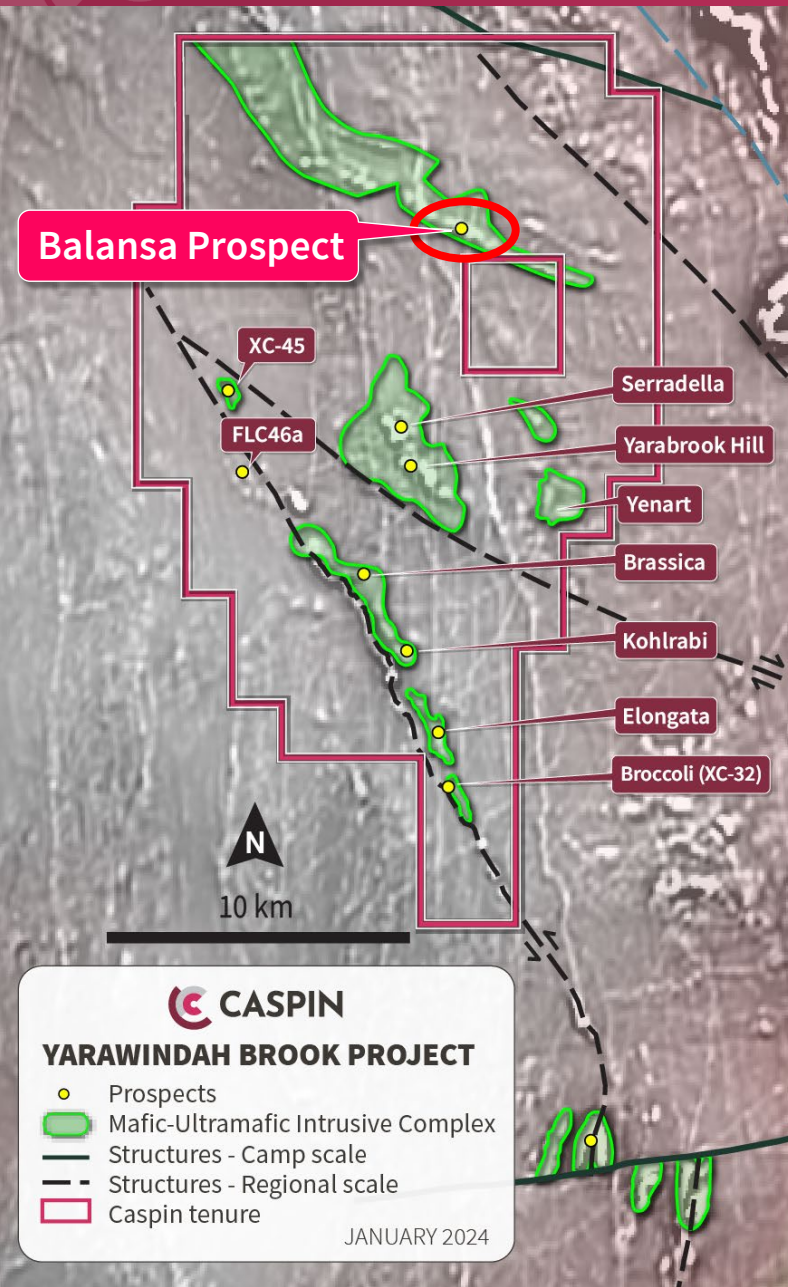 Balansa Prospect
XC-45
Serradella
FLC46a
Yarabrook Hill
Yenart
Brassica
Kohlrabi
Elongata
Broccoli (XC-32)
N
10 km
CASPIN
YARAWINDAH BROOK PROJECT
Prospects
Mafic-Ultramafic Intrusive Complex
Structures - Camp scale
Structures - Regional scale
Caspin tenure
JANUARY 2024